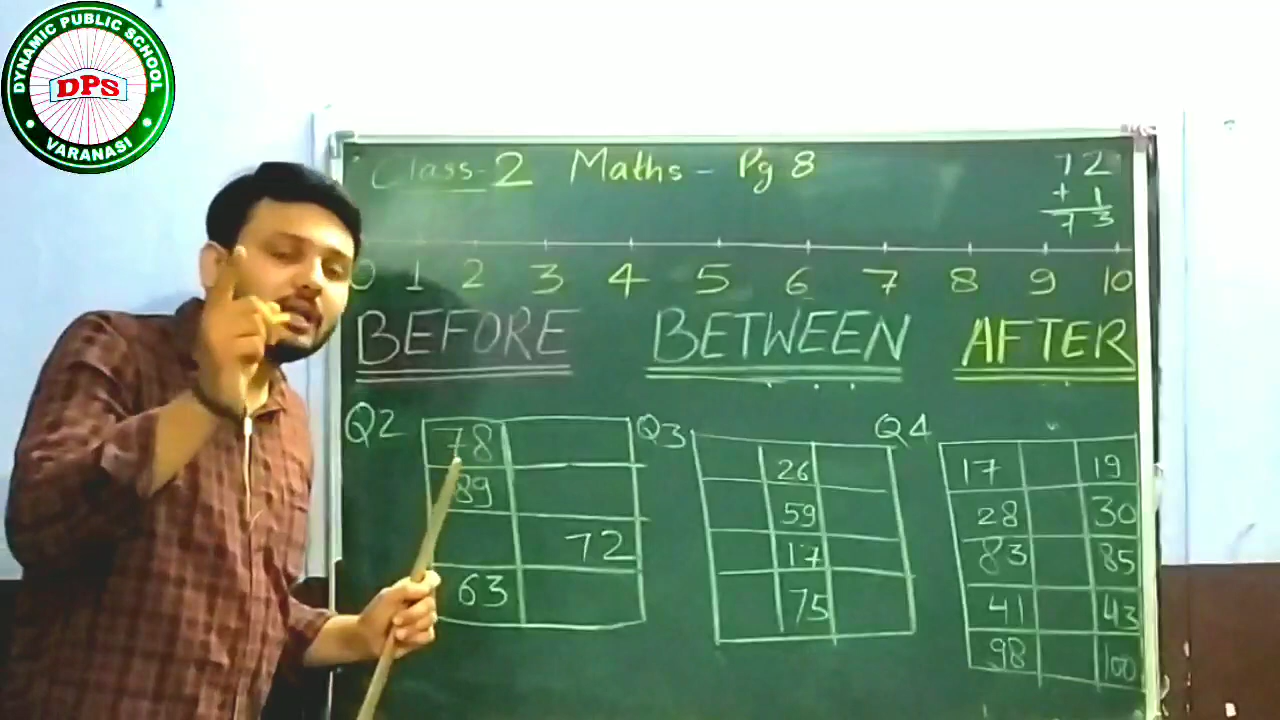 DYNAMIC PUBLIC SCHOOL
DPS
VARANASI
Class-2 Maths - Pg 8
72
+ 1
73
0 1 2 3 4 5 6 7 8 9 10
BEFORE BETWEEN AFTER
Q2
78
89
72
63
Q3
26
59
17
75
Q4
17 19
28 30
83 85
41 43
98 100